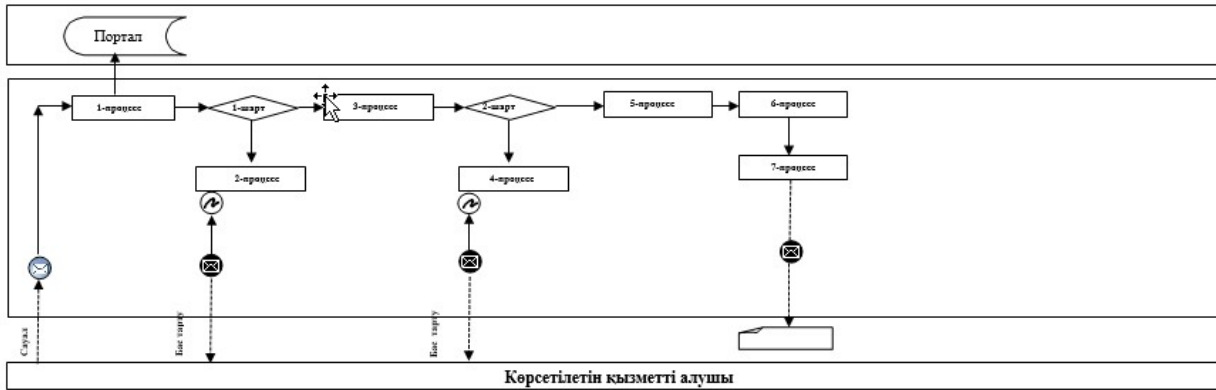 Портал
1-процесс
1-шарт
3-процесс
2-шарт
5-процесс
6-процесс
2-процесс
4-процесс
7-процесс
Сауал
Бас тарту
Бас тарту
Көрсетілетін қызметті алушы